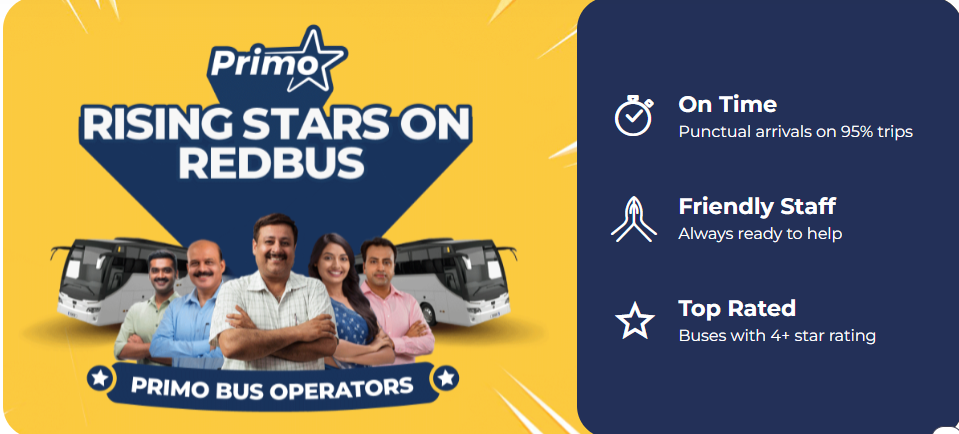 Primo
RISING STARS ON
REDBUS
PRIMO BUS OPERATORS
On Time
Punctual arrivals on 95% trips
Friendly Staff
Always ready to help
Top Rated
Buses with 4+ star rating